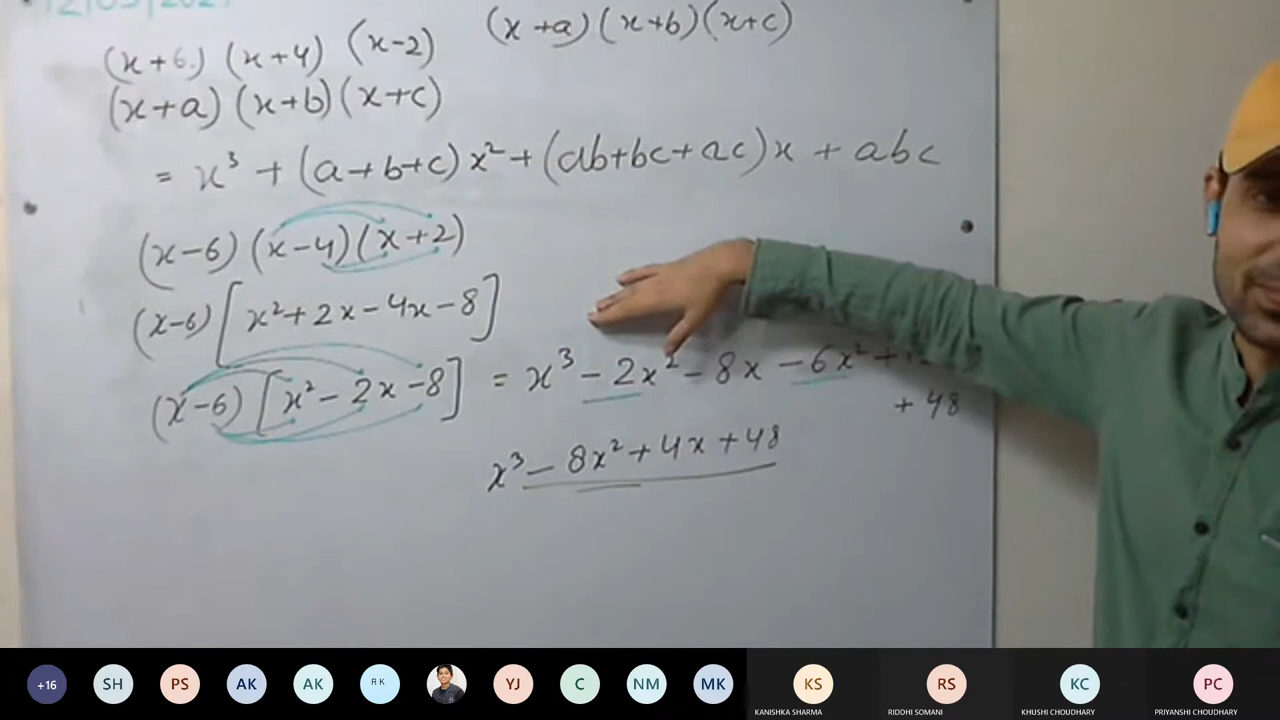 (x+6) (x+4) (x-2) (x+a)(x+b)(x+c)
(x+a) (x+b) (x+c)
= x³ + (a+b+c) x² + (ab+bc+ac)x + abc
(x-6) (x-4) (x+2)
(x-6) [x²+2x-4x-8]
(x-6) [x²-2x-8] = x³ - 2x² - 8x - 6x² +
+ 48
x³ - 8x² + 4x + 48
+16 SH PS AK AK RK YJ C NM MK KS RS KC PC
KANISHKA SHARMA RIDDHI SOMANI KHUSHI CHOUDHARY PRIYANSHI CHOUDHARY